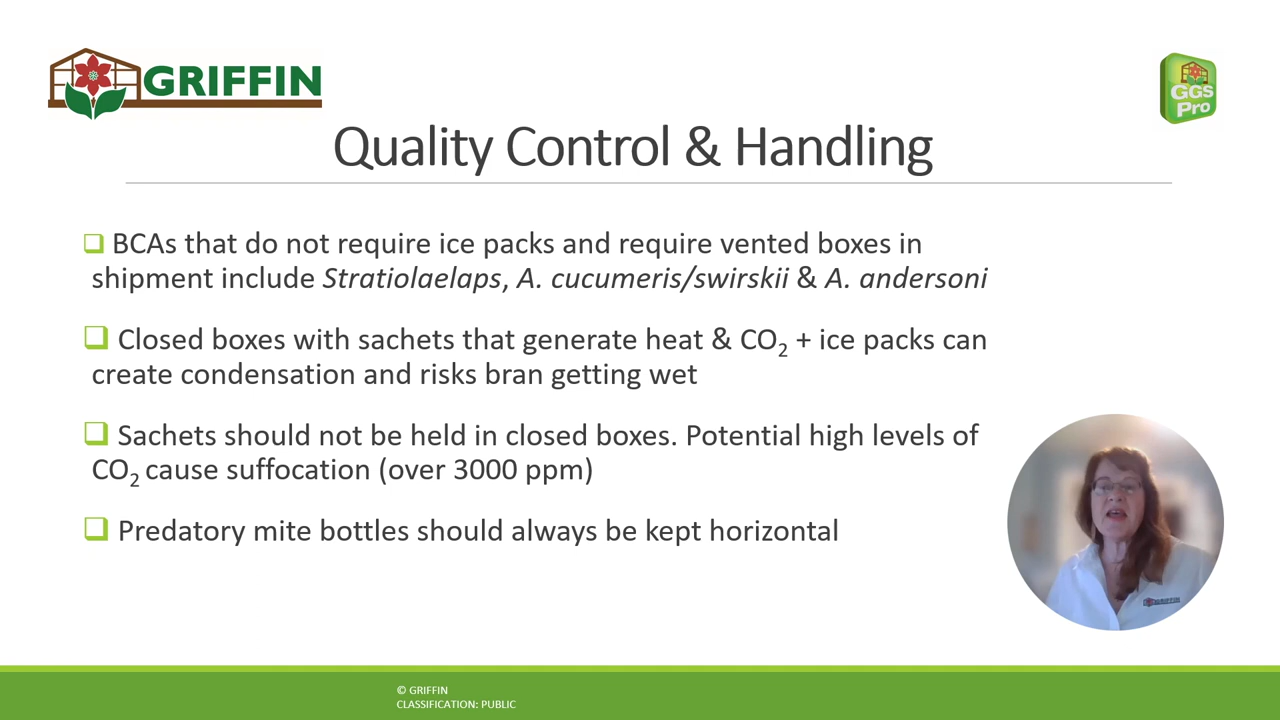 GRIFFIN
GGS
Pro
Quality Control & Handling
❑ BCAs that do not require ice packs and require vented boxes in
shipment include Stratiolaelaps, A. cucumeris/swirskii & A. andersoni
❑ Closed boxes with sachets that generate heat & CO₂ + ice packs can
create condensation and risks bran getting wet
❑ Sachets should not be held in closed boxes. Potential high levels of
CO₂ cause suffocation (over 3000 ppm)
❑ Predatory mite bottles should always be kept horizontal
GRIFFIN
© GRIFFIN
CLASSIFICATION: PUBLIC